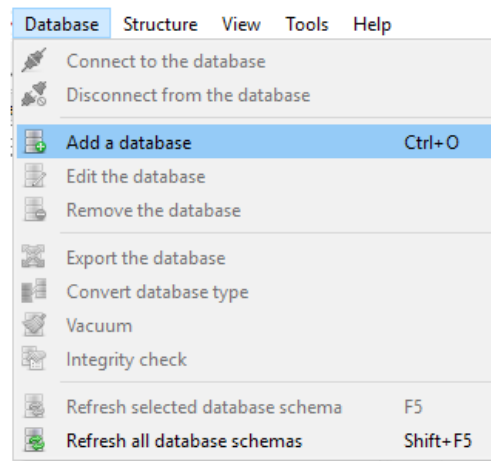 Database Structure View Tools Help
Connect to the database
Disconnect from the database
Add a database Ctrl+O
Edit the database
Remove the database
Export the database
Convert database type
Vacuum
Integrity check
Refresh selected database schema F5
Refresh all database schemas Shift+F5